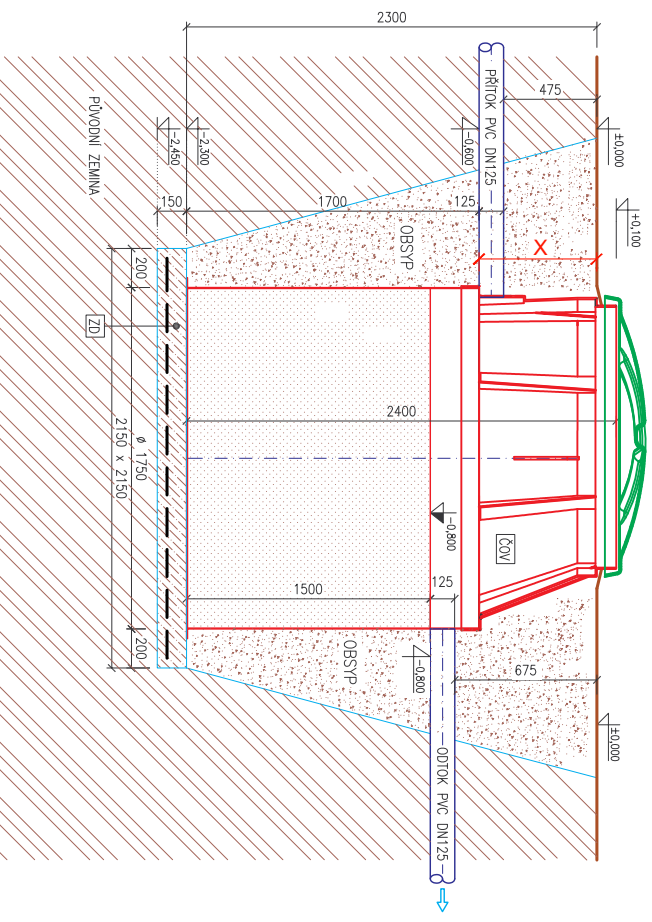 2300
475
±0,000
+0,100
PŘÍTOK PVC DN125
-0,600
-2,300
-2,450
PŮVODNÍ ZEMINA
150
1700
125
X
OBSYP
200
ZD
2400
ø 1750
2150 x 2150
-0,800
ČOV
1500
125
200
OBSYP
-0,800
675
±0,000
ODTOK PVC DN125